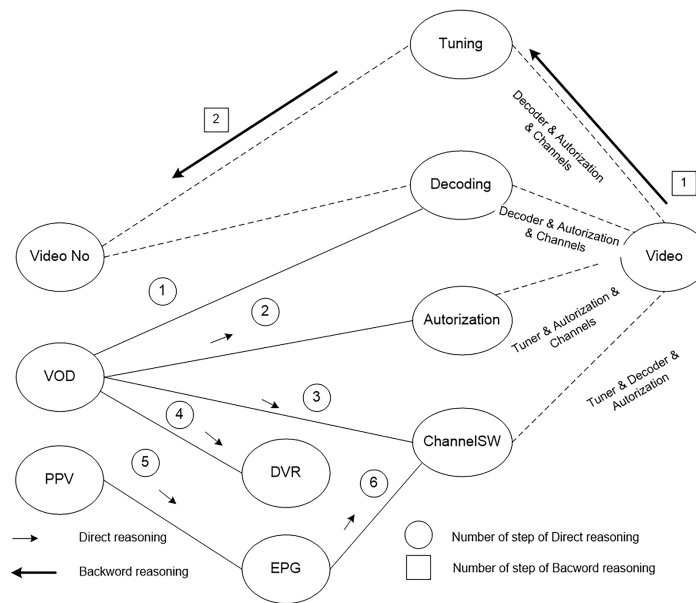 Tuning
2
Decoder & Autorization
& Channels
1
Decoding
Decoder & Autorization
& Channels
Video No
Video
1
2
Autorization
Tuner & Autorization &
Channels
VOD
3
Tuner & Decoder &
Autorization
4
ChannelSW
5
DVR
6
PPV
Direct reasoning
Number of step of Direct reasoning
EPG
Backword reasoning
Number of step of Bacword reasoning